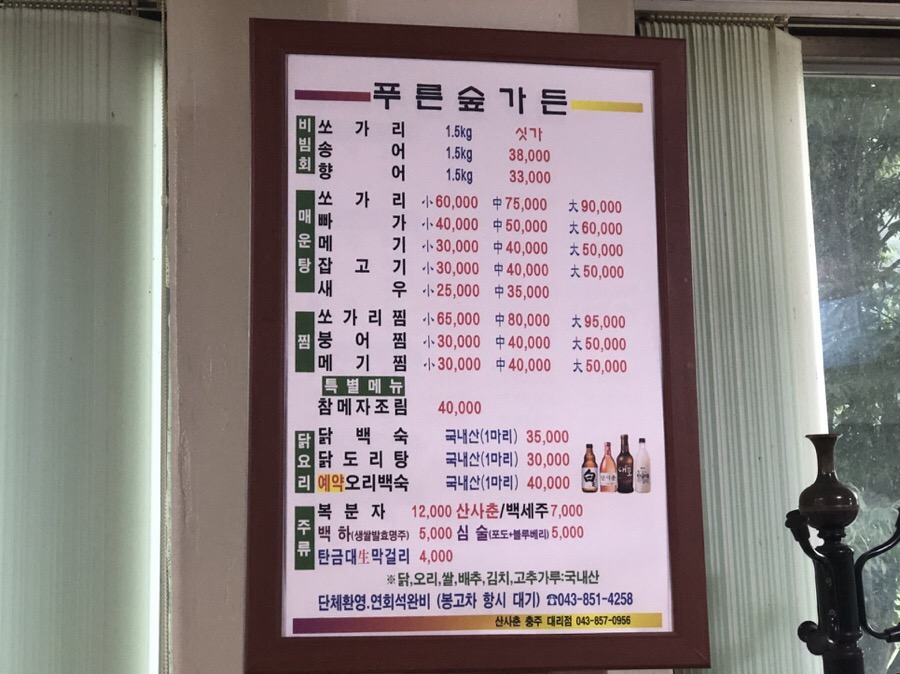 푸른숲가든
비빔회
쏘가리 1.5kg 싯가
송어 1.5kg 38,000
향어 1.5kg 33,000
매운탕
쏘가리 小60,000 中75,000 大90,000
빠가 小40,000 中50,000 大60,000
메기 小30,000 中40,000 大50,000
잡고기 小30,000 中40,000 大50,000
새우 小25,000 中35,000
찜
쏘가리찜 小65,000 中80,000 大95,000
붕어찜 小30,000 中40,000 大50,000
메기찜 小30,000 中40,000 大50,000
특별메뉴
참메자조림 40,000
닭요리
닭백숙 국내산(1마리) 35,000
닭도리탕 국내산(1마리) 30,000
예약오리백숙 국내산(1마리) 40,000
주류
복분자 12,000 산사춘/백세주7,000
백하(생쌀발효명주) 5,000 심술(포도+블루베리)5,000
탄금대生막걸리 4,000
※닭,오리,쌀,배추,김치,고추가루:국내산
단체환영.연회석완비 (봉고차 항시 대기) ☎043-851-4258
산사춘 충주 대리점 043-857-0956